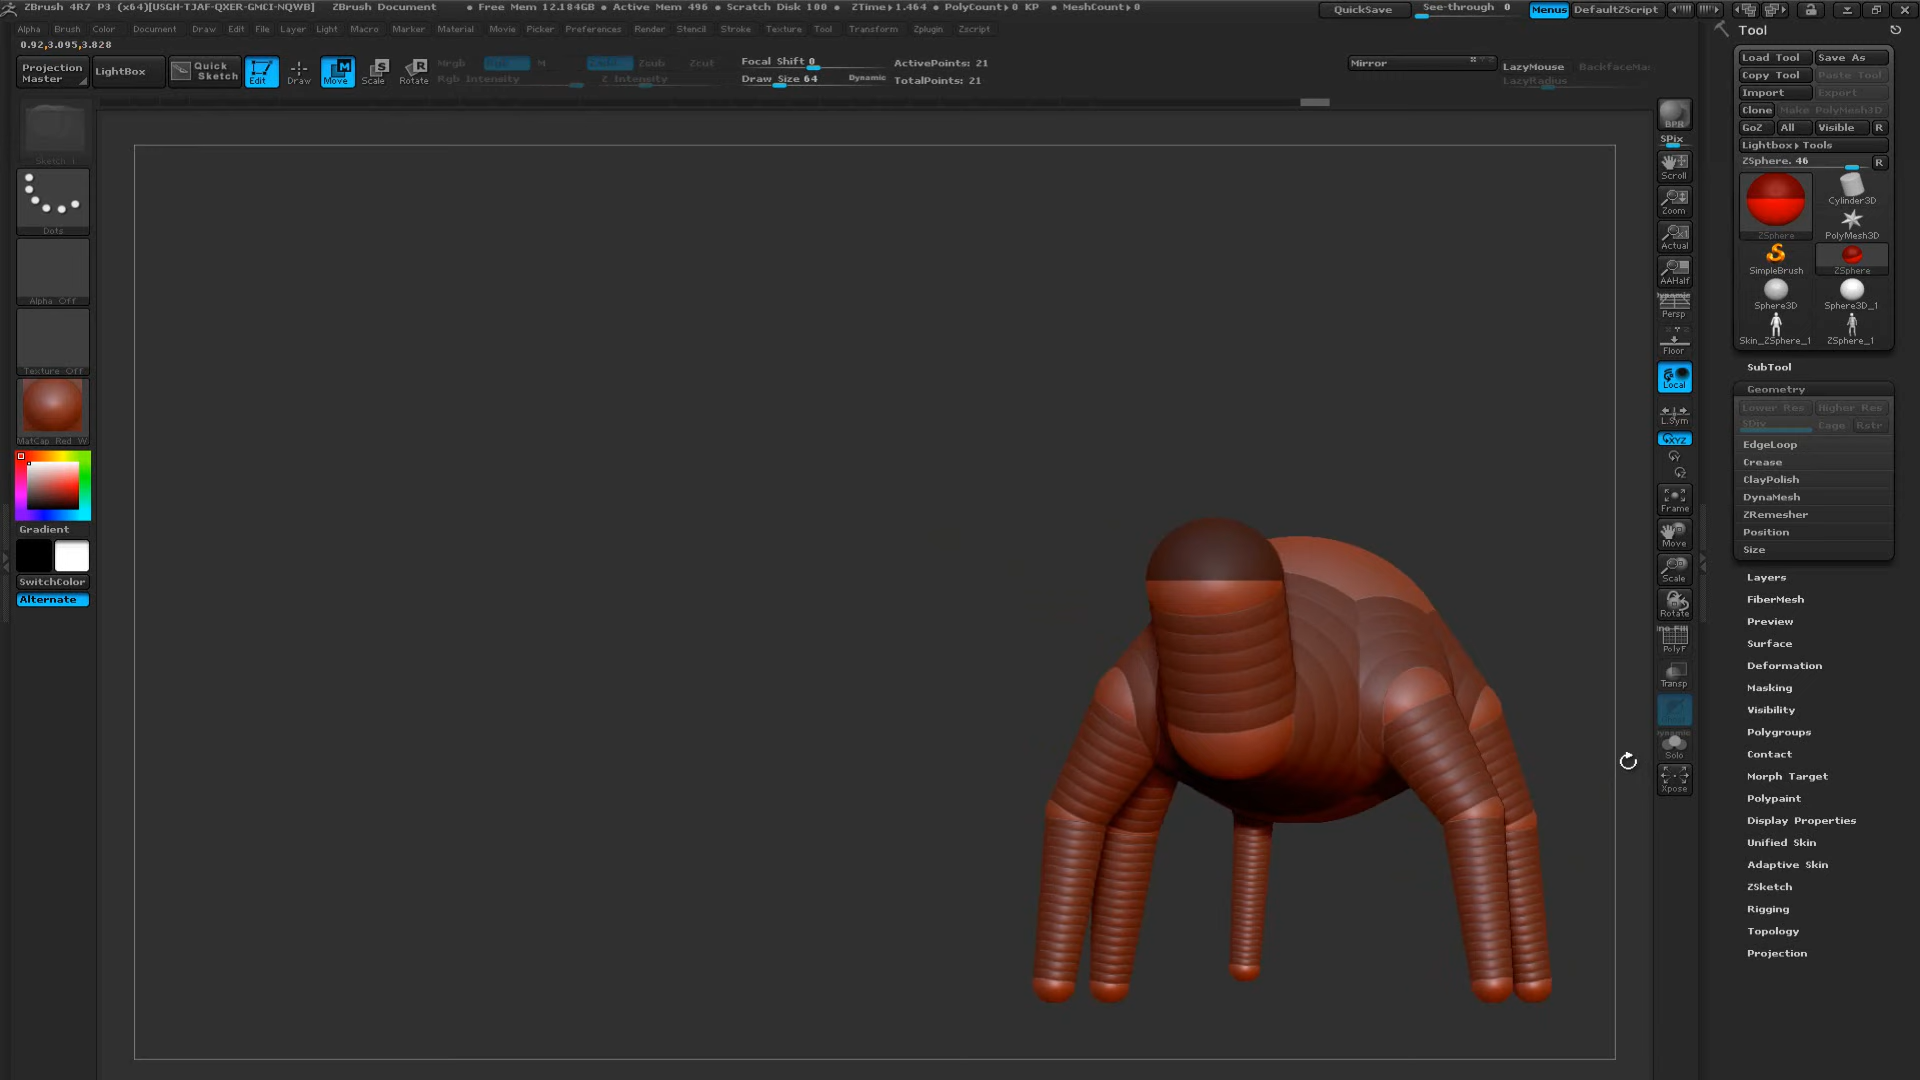 ZBrush 4R7 P3 (x64)[USGH-TJAF-QXER-GMCI-NQWB] ZBrush Document • Free Mem 12.184GB • Active Mem 496 • Scratch Disk 100 • ZTime▸1.464 • PolyCount▸0 KP • MeshCount▸0 QuickSave See-through 0 Menus DefaultZScript
Alpha Brush Color Document Draw Edit File Layer Light Macro Marker Material Movie Picker Preferences Render Stencil Stroke Texture Tool Transform Zplugin Zscript
0.92,3.095,3.828
Projection Master LightBox Quick Sketch Edit Draw Move Scale Rotate
Mrgb M Zsub Zcut
Rgb Intensity Z Intensity
Focal Shift 0
Draw Size 64 Dynamic
ActivePoints: 21
TotalPoints: 21
Mirror LazyMouse
LazyRadius
Sketch 1
Dots
Alpha Off
Texture Off
MatCap Red W
Gradient
SwitchColor
Alternate
BPR
SPix
Scroll
Zoom
Actual
AAHalf
Persp
Floor
Local
L.Sym
XYZ
Frame
Move
Scale
Rotate
PolyF
Transp
Solo
Xpose
Tool
Load Tool Save As
Copy Tool Paste Tool
Import Export
Clone Make PolyMesh3D
GoZ All Visible R
Lightbox▸Tools
ZSphere. 46 R
ZSphere Cylinder3D
PolyMesh3D
SimpleBrush ZSphere
Sphere3D Sphere3D_1
Skin_ZSphere_1 ZSphere_1
SubTool
Geometry
Lower Res Higher Res
SDiv Cage Rstr
EdgeLoop
Crease
ClayPolish
DynaMesh
ZRemesher
Position
Size
Layers
FiberMesh
Preview
Surface
Deformation
Masking
Visibility
Polygroups
Contact
Morph Target
Polypaint
Display Properties
Unified Skin
Adaptive Skin
ZSketch
Rigging
Topology
Projection